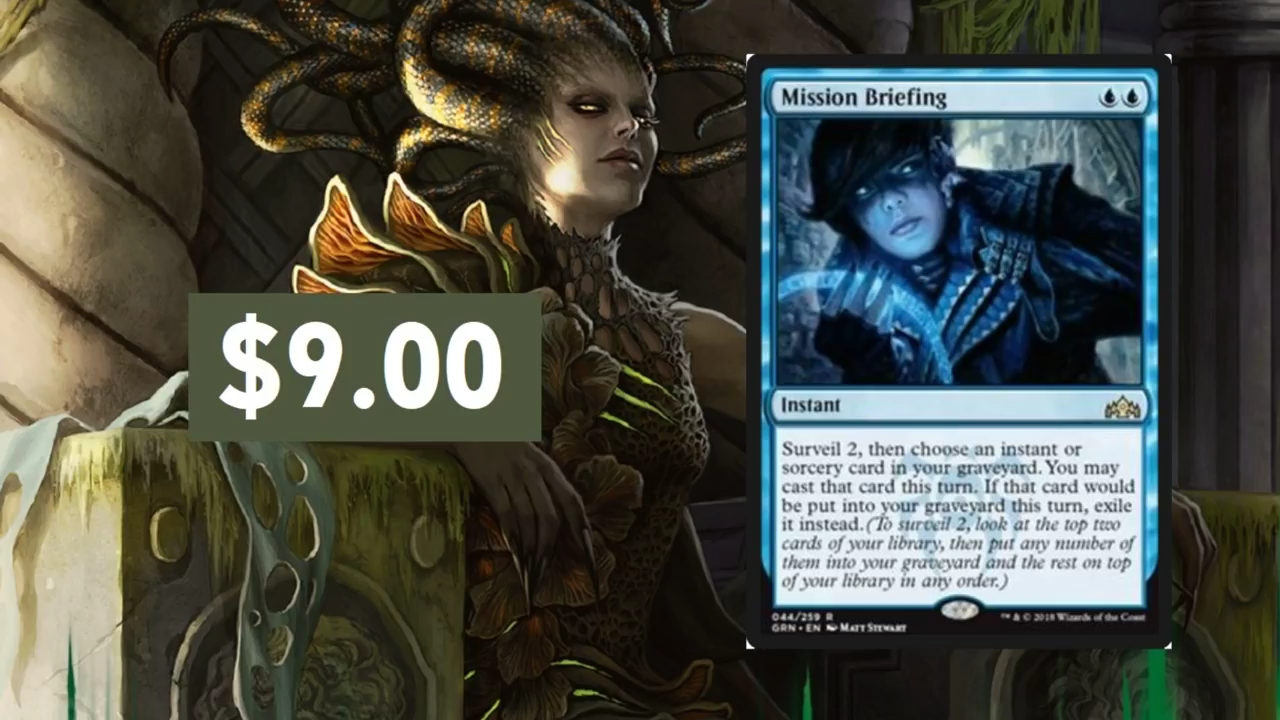 $9.00
Mission Briefing
Instant
Surveil 2, then choose an instant or
sorcery card in your graveyard. You may
cast that card this turn. If that card would
be put into your graveyard this turn, exile
it instead. (To surveil 2, look at the top two
cards of your library, then put any number of
them into your graveyard and the rest on top
of your library in any order.)
044/259 R
GRN • EN Matt Stewart
™ & © 2018 Wizards of the Coast